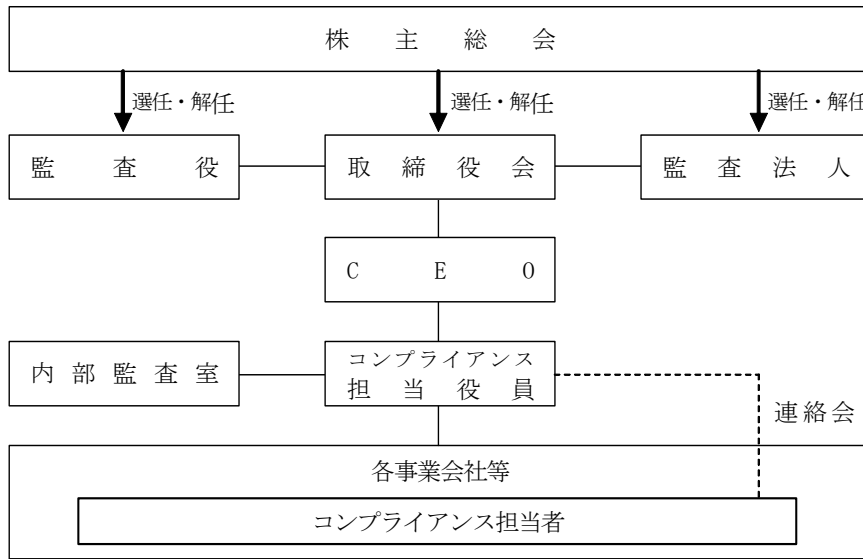 株主総会
選任・解任
選任・解任
選任・解任
監査役
取締役会
監査法人
CEO
内部監査室
コンプライアンス
担当役員
連絡会
各事業会社等
コンプライアンス担当者